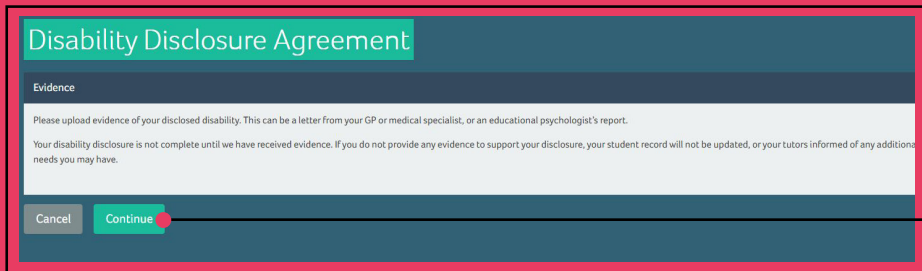 Disability Disclosure Agreement
Evidence
Please upload evidence of your disclosed disability. This can be a letter from your GP or medical specialist, or an educational psychologist's report.
Your disability disclosure is not complete until we have received evidence. If you do not provide any evidence to support your disclosure, your student record will not be updated, or your tutors informed of any additiona
needs you may have.
Cancel Continue